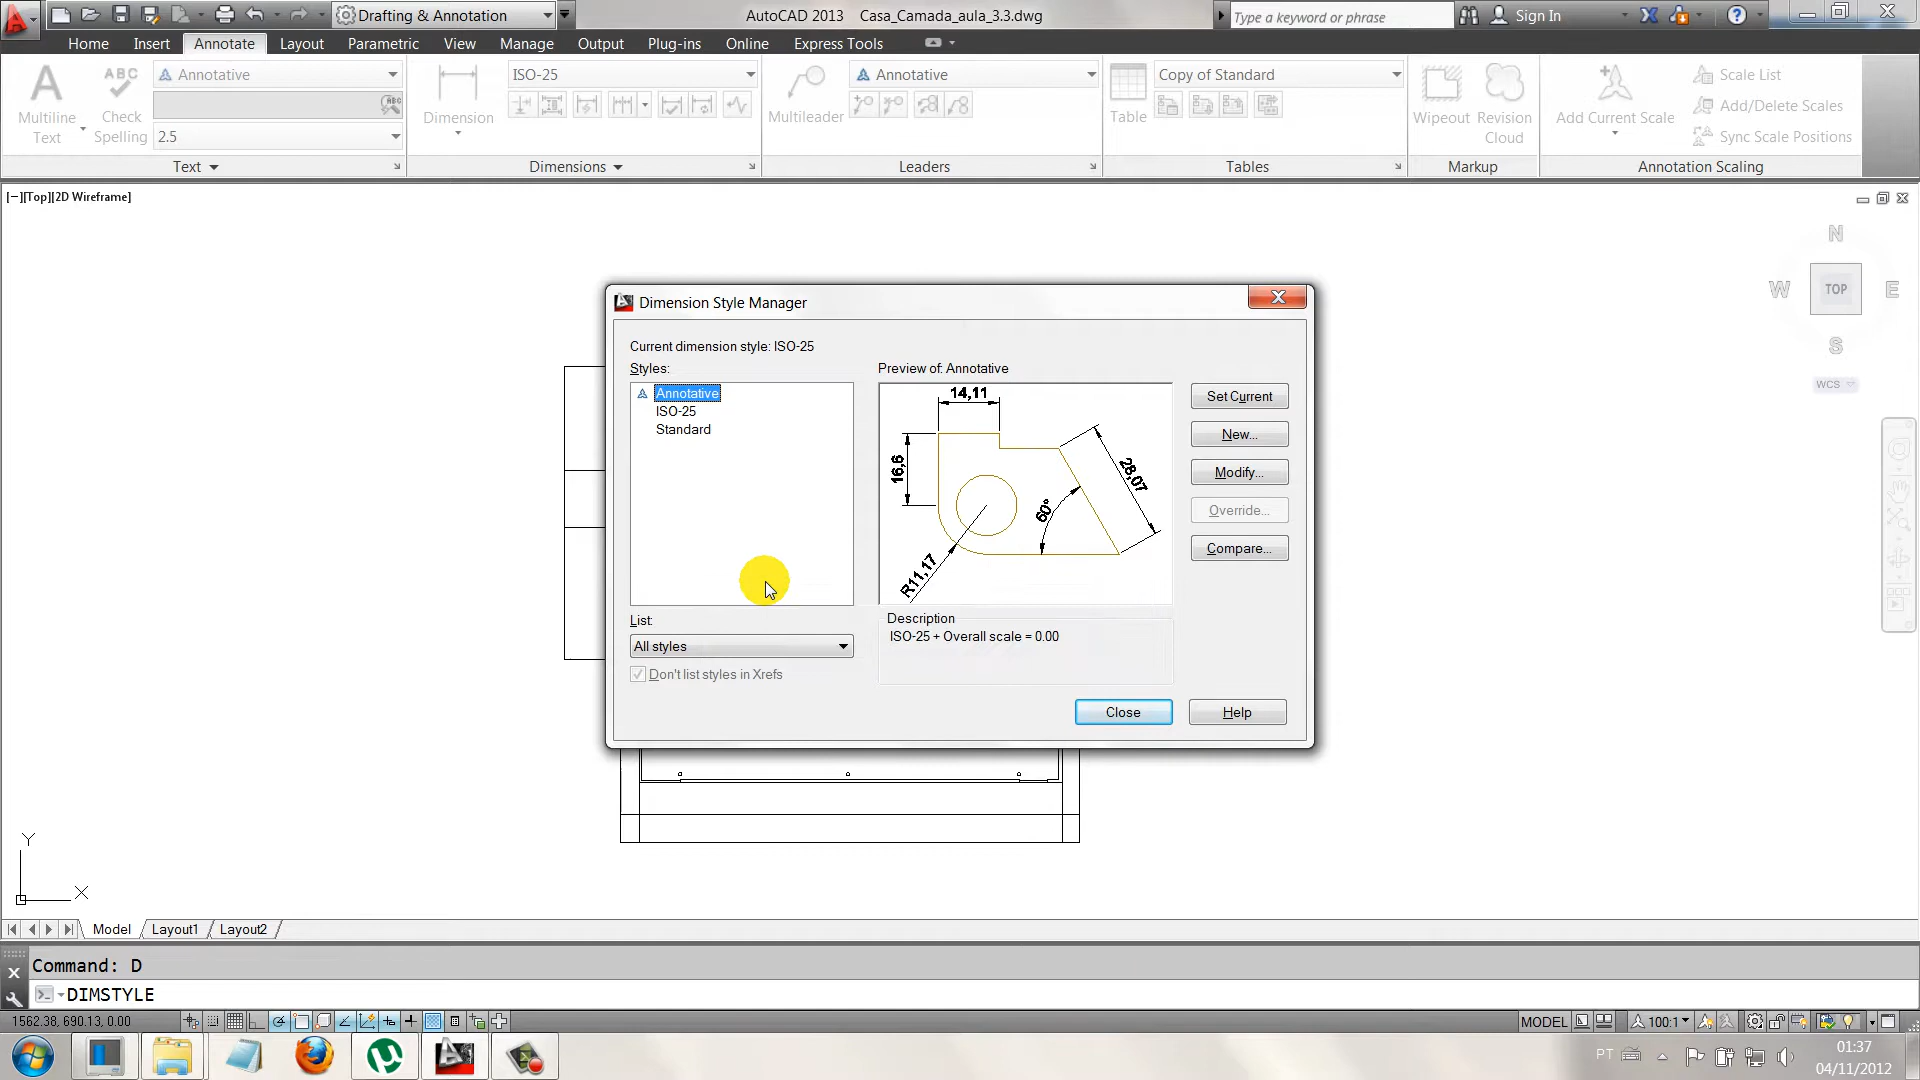 Drafting & Annotation
AutoCAD 2013 Casa_Camada_aula_3.3.dwg
Type a keyword or phrase
Sign In
Home Insert Annotate Layout Parametric View Manage Output Plug-ins Online Express Tools
Multiline Text
ABC
Check Spelling
Annotative
ABC
2.5
Dimension
ISO-25
Multileader
Annotative
Table
Copy of Standard
Wipeout
Revision Cloud
Add Current Scale
Scale List
Add/Delete Scales
Sync Scale Positions
Text
Dimensions
Leaders
Tables
Markup
Annotation Scaling
[−][Top][2D Wireframe]
N
W
TOP
E
S
WCS
Dimension Style Manager
Current dimension style: ISO-25
Styles:
Annotative
ISO-25
Standard
Preview of: Annotative
14,11
16,6
28,07
60°
R11,17
Set Current
New...
Modify...
Override...
Compare...
List:
All styles
Don't list styles in Xrefs
Description
ISO-25 + Overall scale = 0.00
Close
Help
Y
X
Model Layout1 Layout2
Command: D
DIMSTYLE
1562.38, 690.13, 0.00
MODEL
100:1
PT
01:37
04/11/2012